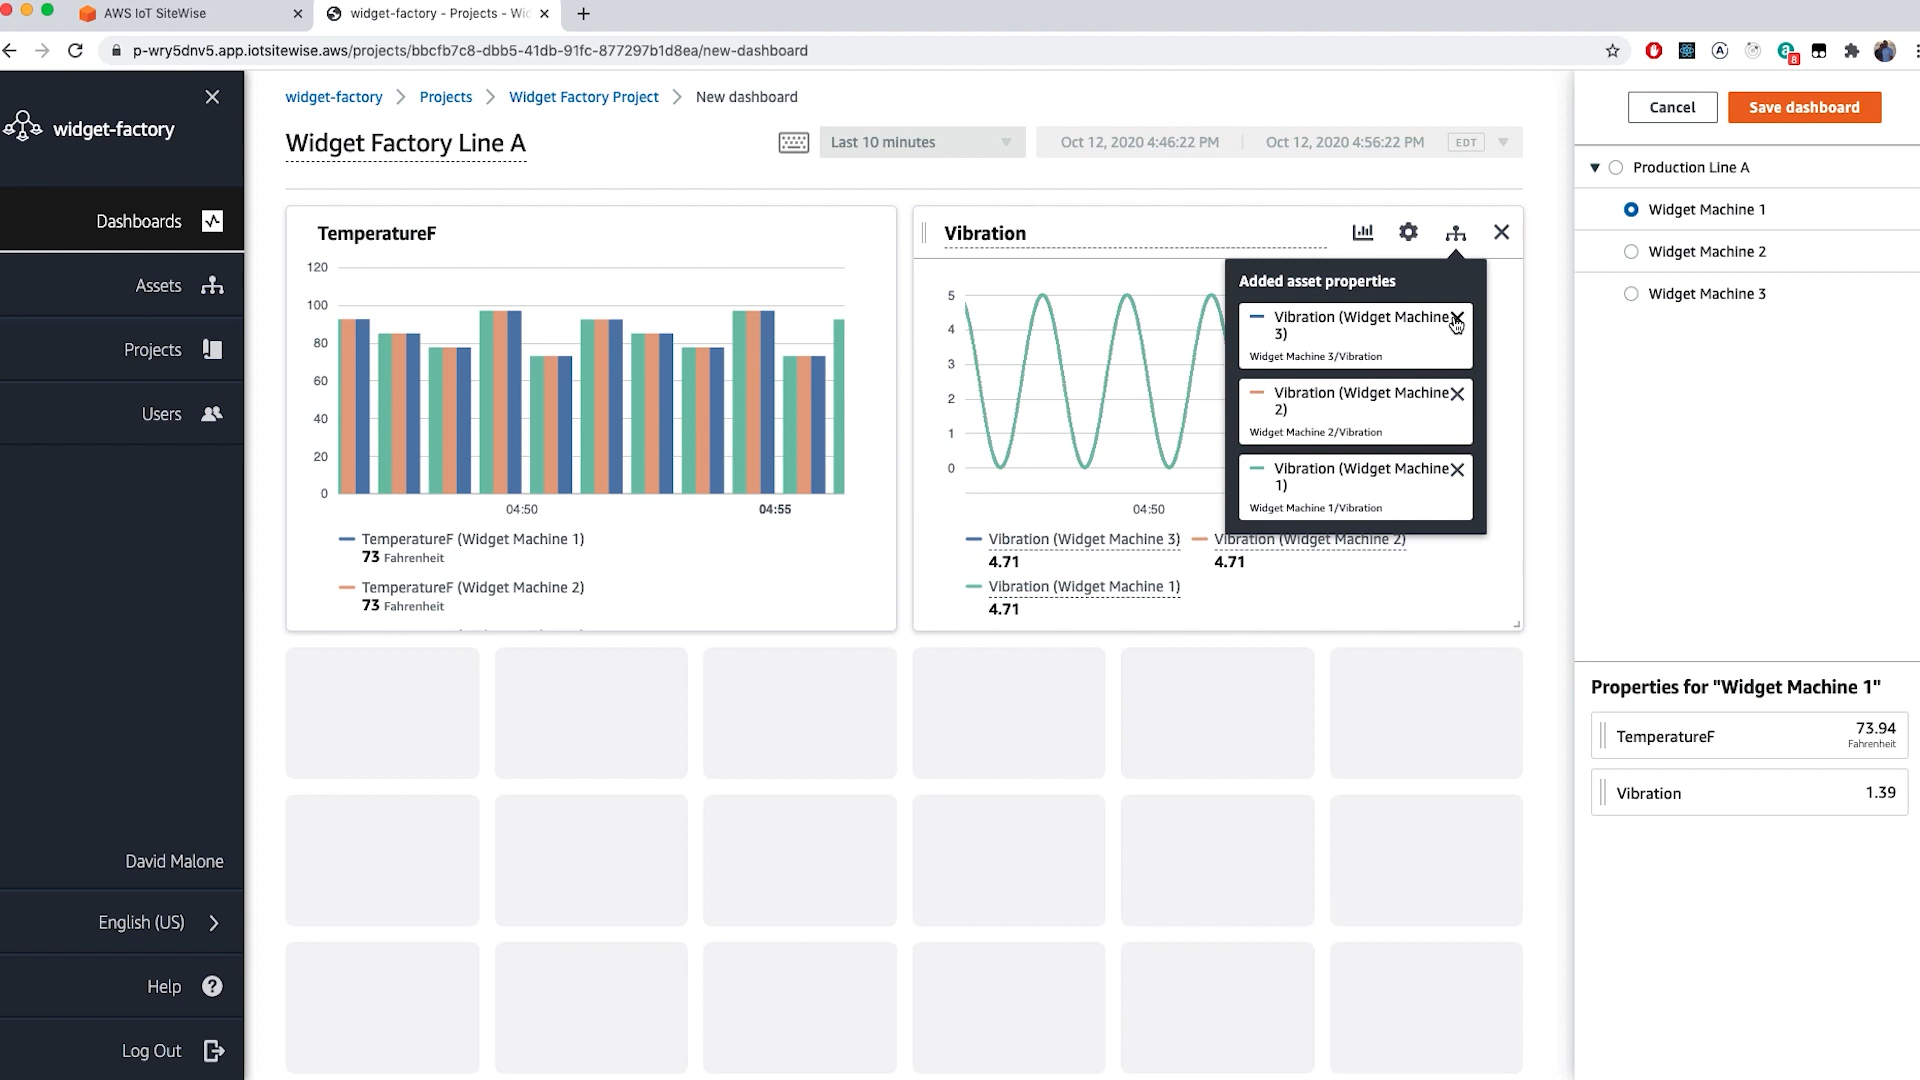 AWS IoT SiteWise
widget-factory - Projects - Wid
p-wry5dnv5.app.iotsitewise.aws/projects/bbcfb7c8-dbb5-41db-91fc-877297b1d8ea/new-dashboard
8
widget-factory
Dashboards
Assets
Projects
Users
David Malone
English (US)
Help
Log Out
widget-factory > Projects > Widget Factory Project > New dashboard
Widget Factory Line A
Last 10 minutes
Oct 12, 2020 4:46:22 PM
Oct 12, 2020 4:56:22 PM
EDT
TemperatureF
120
100
80
60
40
20
0
04:50 04:55
TemperatureF (Widget Machine 1)
73 Fahrenheit
TemperatureF (Widget Machine 2)
73 Fahrenheit
Vibration
5
4
3
2
1
0
04:50
Added asset properties
Vibration (Widget Machine
3)
Widget Machine 3/Vibration
Vibration (Widget Machine
2)
Widget Machine 2/Vibration
Vibration (Widget Machine
1)
Widget Machine 1/Vibration
Vibration (Widget Machine 3) Vibration (Widget Machine 2)
4.71 4.71
Vibration (Widget Machine 1)
4.71
Cancel
Save dashboard
Production Line A
Widget Machine 1
Widget Machine 2
Widget Machine 3
Properties for "Widget Machine 1"
TemperatureF 73.94
Fahrenheit
Vibration 1.39